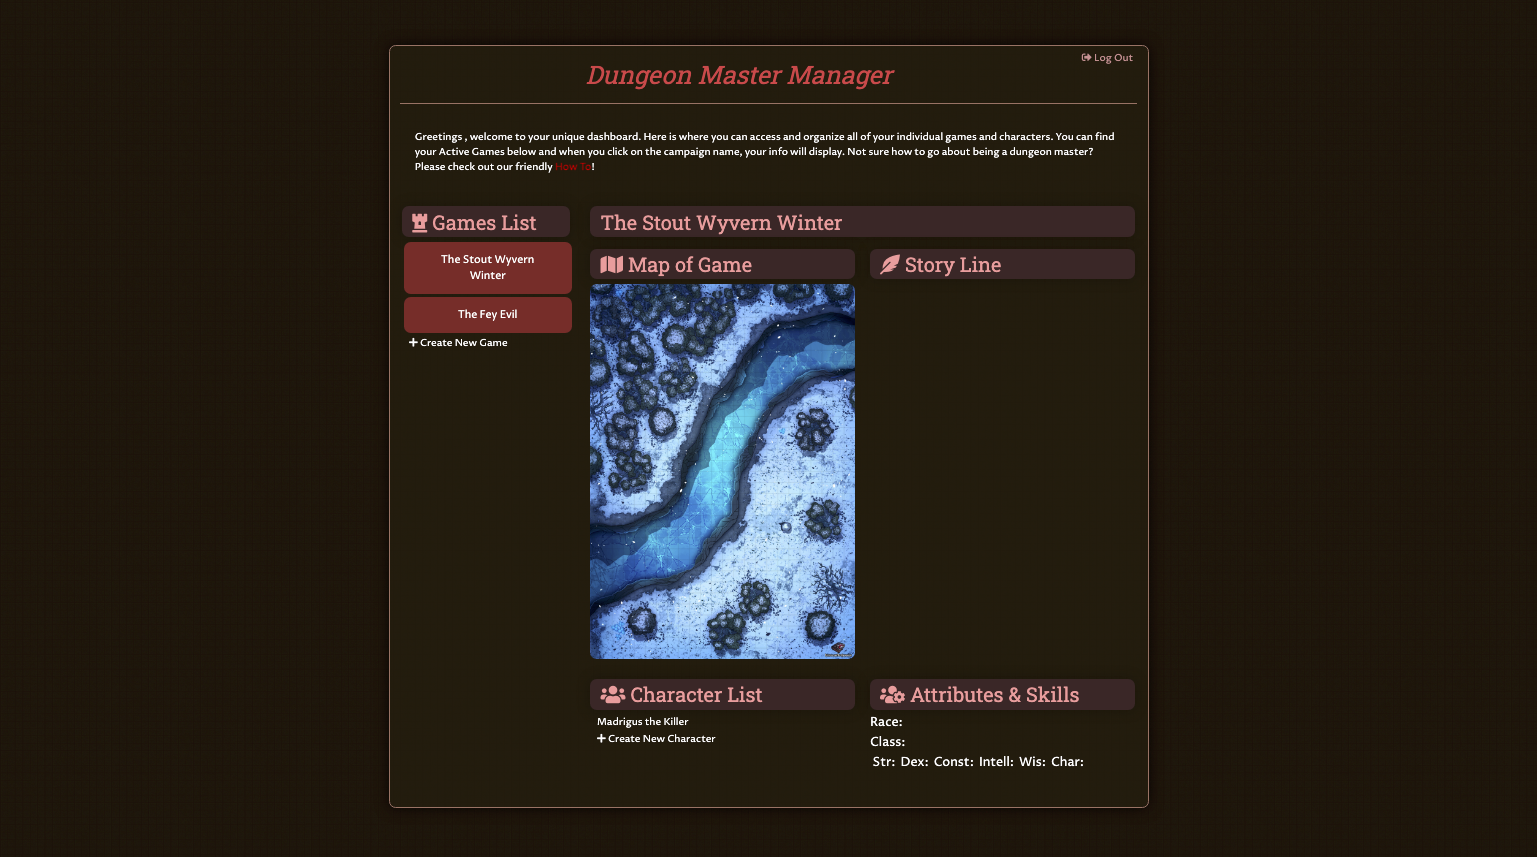 Log Out
Dungeon Master Manager
Greetings , welcome to your unique dashboard. Here is where you can access and organize all of your individual games and characters. You can find
your Active Games below and when you click on the campaign name, your info will display. Not sure how to go about being a dungeon master?
Please check out our friendly How To!
Games List
The Stout Wyvern
Winter
The Fey Evil
Create New Game
The Stout Wyvern Winter
Map of Game
Story Line
Character List
Madrigus the Killer
Create New Character
Attributes & Skills
Race:
Class:
Str: Dex: Const: Intell: Wis: Char: